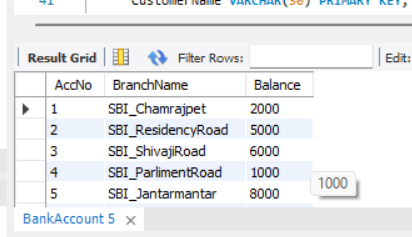 41 CustomerName VARCHAR(30) PRIMARY KEY,
Result Grid Filter Rows: Edit:
AccNo BranchName Balance
1 SBI_Chamrajpet 2000
2 SBI_ResidencyRoad 5000
3 SBI_ShivajiRoad 6000
4 SBI_ParlimentRoad 1000
1000
5 SBI_Jantarmantar 8000
BankAccount 5